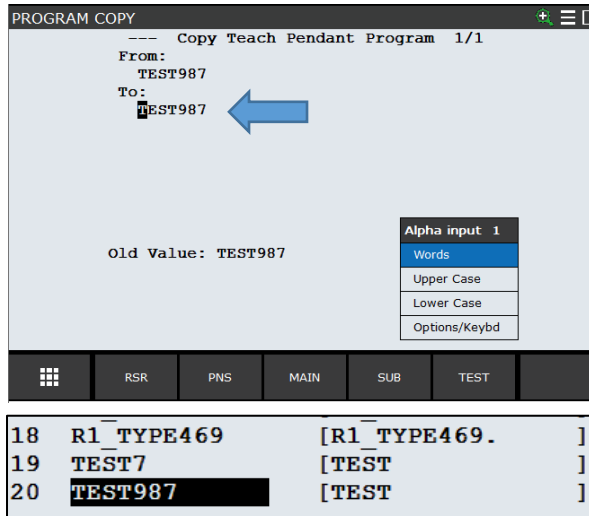 PROGRAM COPY
--- Copy Teach Pendant Program 1/1
From:
TEST987
To:
TEST987
Old Value: TEST987
Alpha input 1
Words
Upper Case
Lower Case
Options/Keybd
RSR PNS MAIN SUB TEST
18 R1_TYPE469 [R1_TYPE469. ]
19 TEST7 [TEST ]
20 TEST987 [TEST ]